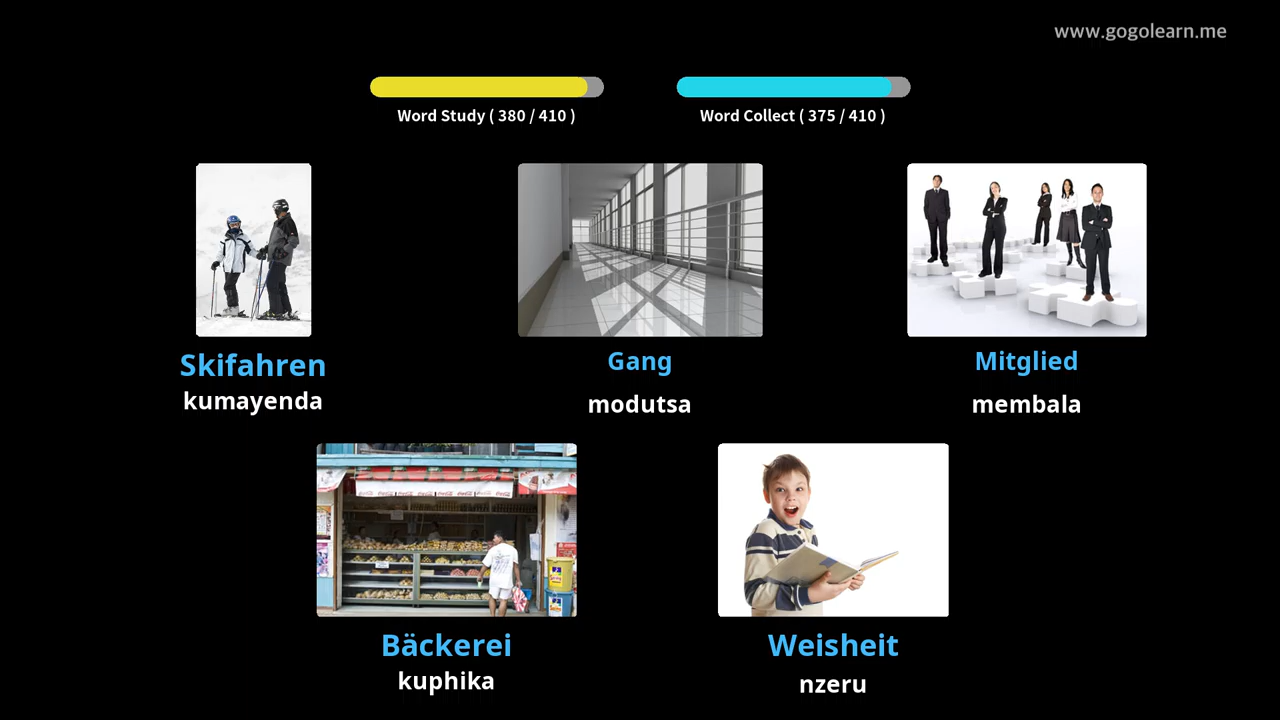 www.gogolearn.me
Word Study ( 380 / 410 )
Word Collect ( 375 / 410 )
Skifahren
kumayenda
Gang
modutsa
Mitglied
membala
Bäckerei
kuphika
Weisheit
nzeru